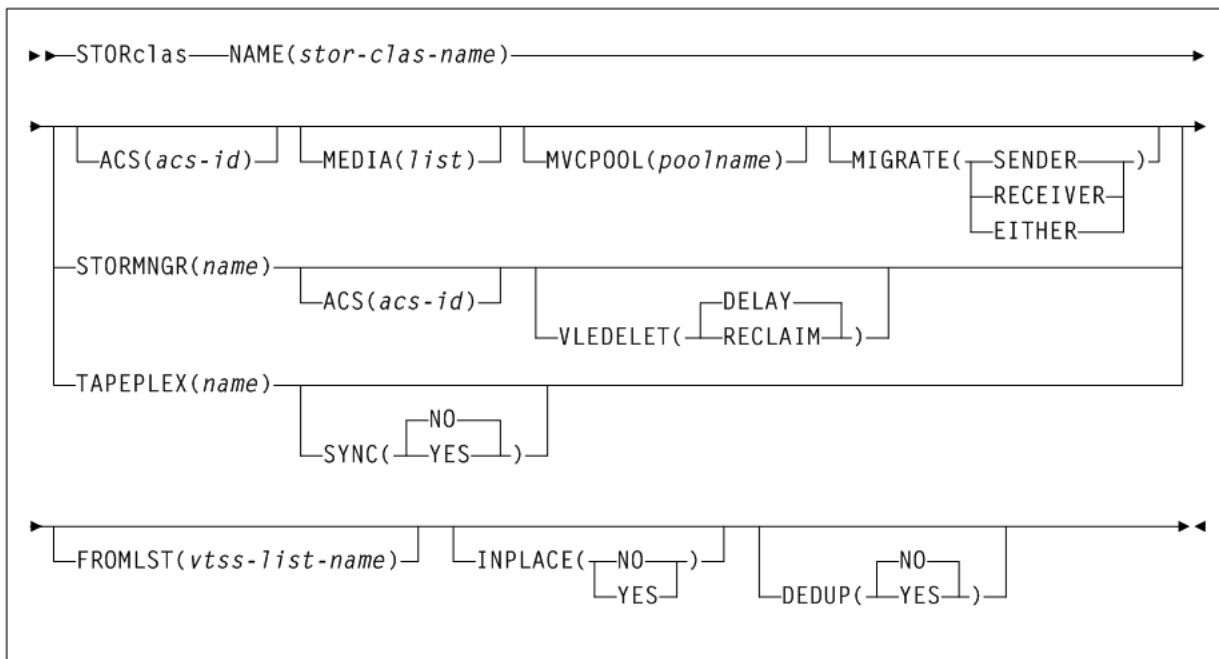 STORclas NAME(stor-clas-name)
ACS(acs-id) MEDIA(list) MVCPOOL(poolname) MIGRATE( SENDER )
RECEIVER
EITHER
STORMNGR(name)
ACS(acs-id) DELAY
VLEDELET( RECLAIM )
TAPEPLEX(name)
NO
SYNC( YES )
FROMLST(vtss-list-name) INPLACE( NO ) NO
YES DEDUP( YES )